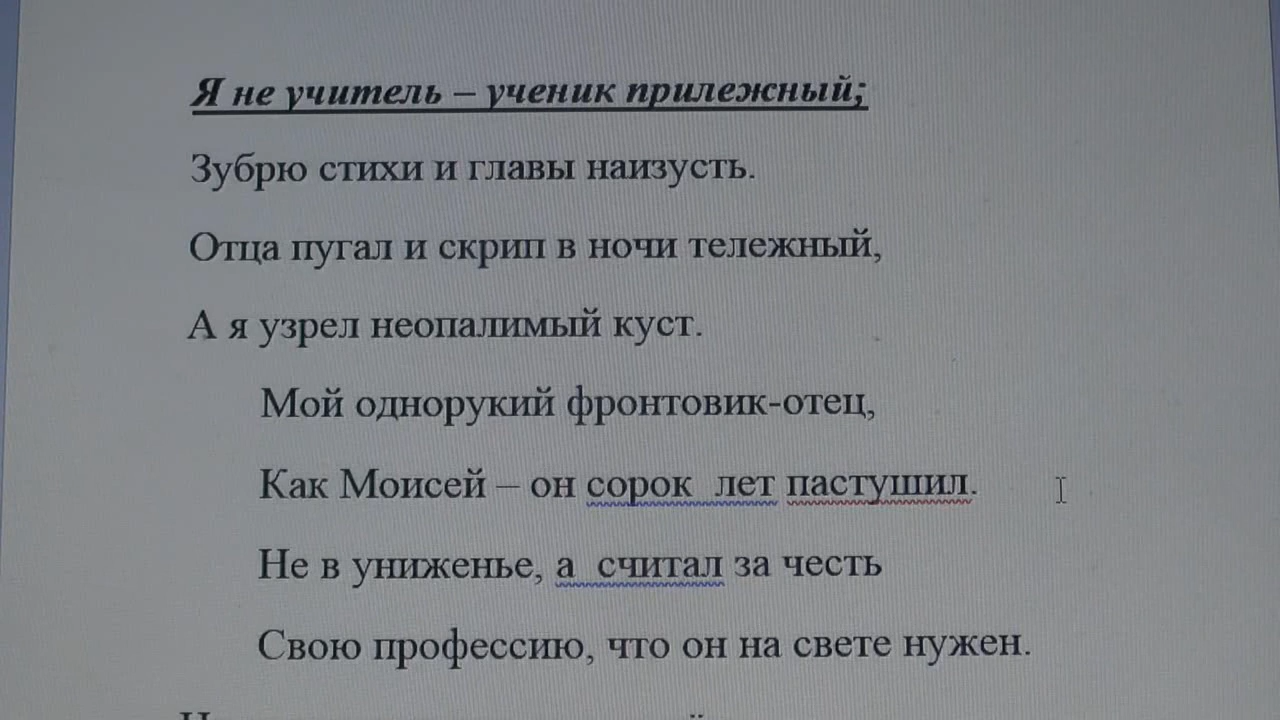 Я не учитель – ученик прилежный;
Зубрю стихи и главы наизусть.
Отца пугал и скрип в ночи тележный,
А я узрел неопалимый куст.
Мой однорукий фронтовик-отец,
Как Моисей – он сорок  лет пастушил.
Не в униженье, а  считал за честь
Свою профессию, что он на свете нужен.